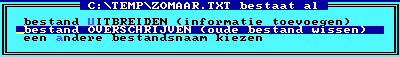 C:\TEMP\ZOMAAR.TXT bestaat al
bestand UITBREIDEN (informatie toevoegen)
bestand OVERSCHRIJVEN (oude bestand wissen)
een andere bestandsnaam kiezen